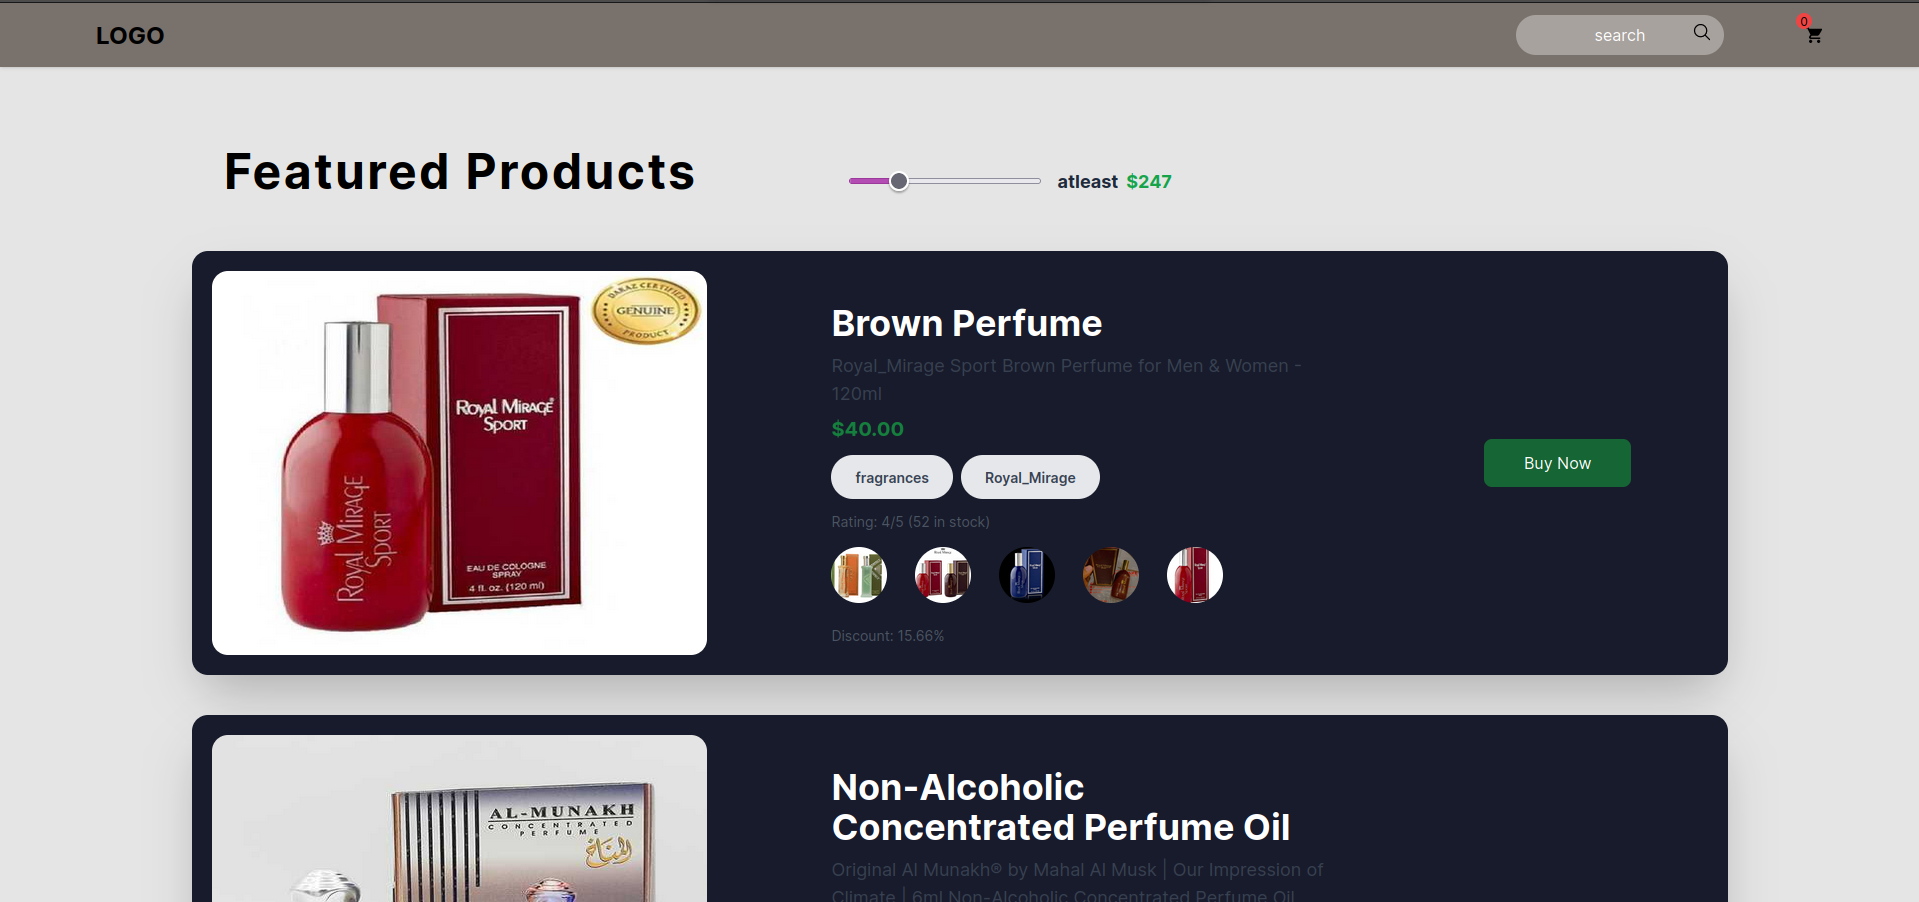 LOGO
search
0
Featured Products
atleast $247
DARAZ CERTIFIED
GENUINE
PRODUCT
ROYAL MIRAGE®
SPORT
ROYAL MIRAGE
SPORT
EAU DE COLOGNE
SPRAY
4 fl. oz. (120 ml)
Brown Perfume
Royal_Mirage Sport Brown Perfume for Men & Women -
120ml
$40.00
fragrances
Royal_Mirage
Rating: 4/5 (52 in stock)
Discount: 15.66%
Buy Now
AL-MUNAKH
CONCENTRATED
PERFUME
المناخ
Non-Alcoholic
Concentrated Perfume Oil
Original Al Munakh® by Mahal Al Musk | Our Impression of
Climate | 6ml Non-Alcoholic Concentrated Perfume Oil